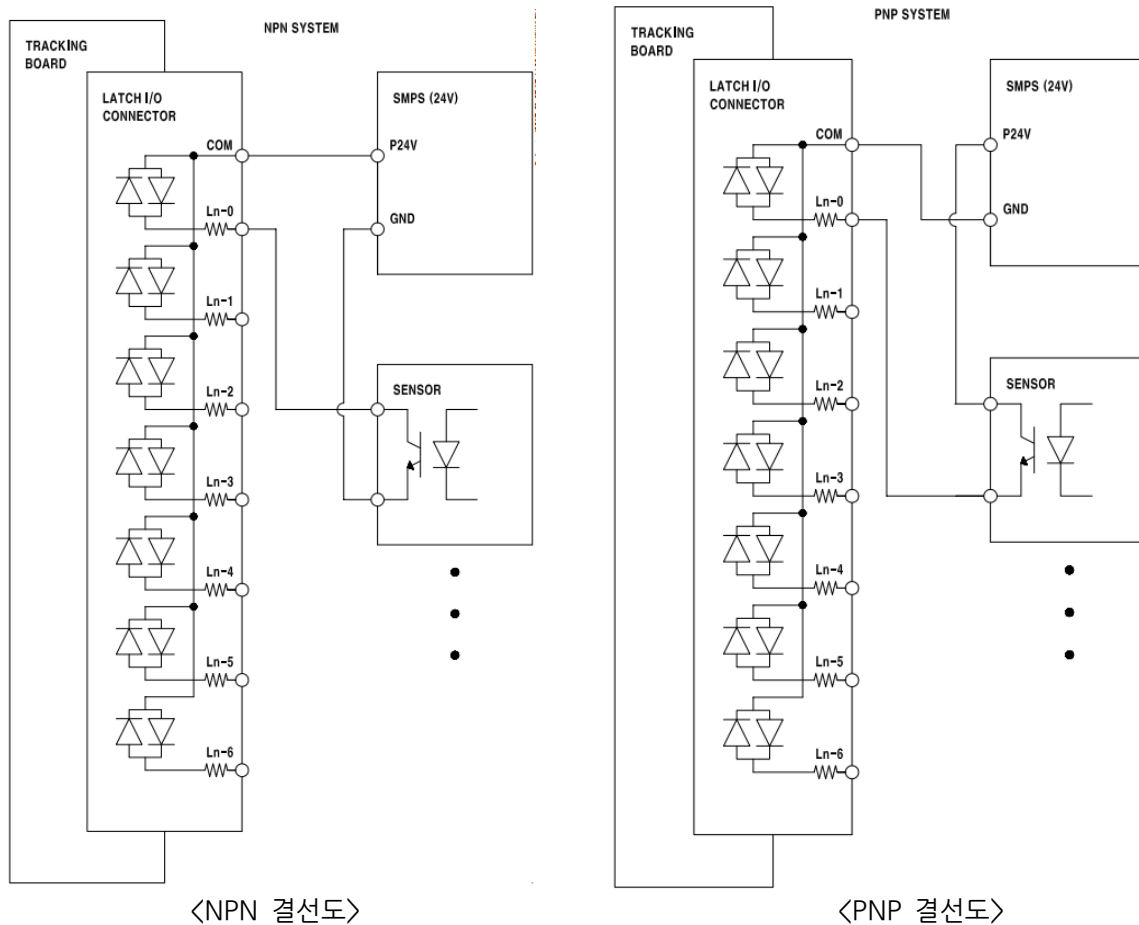 NPN SYSTEM
TRACKING
BOARD
LATCH I/O
CONNECTOR
SMPS (24V)
COM
P24V
Ln-0
GND
Ln-1
Ln-2
SENSOR
Ln-3
Ln-4
Ln-5
Ln-6
<NPN 결선도>
PNP SYSTEM
TRACKING
BOARD
LATCH I/O
CONNECTOR
SMPS (24V)
COM
P24V
Ln-0
GND
Ln-1
Ln-2
SENSOR
Ln-3
Ln-4
Ln-5
Ln-6
<PNP 결선도>